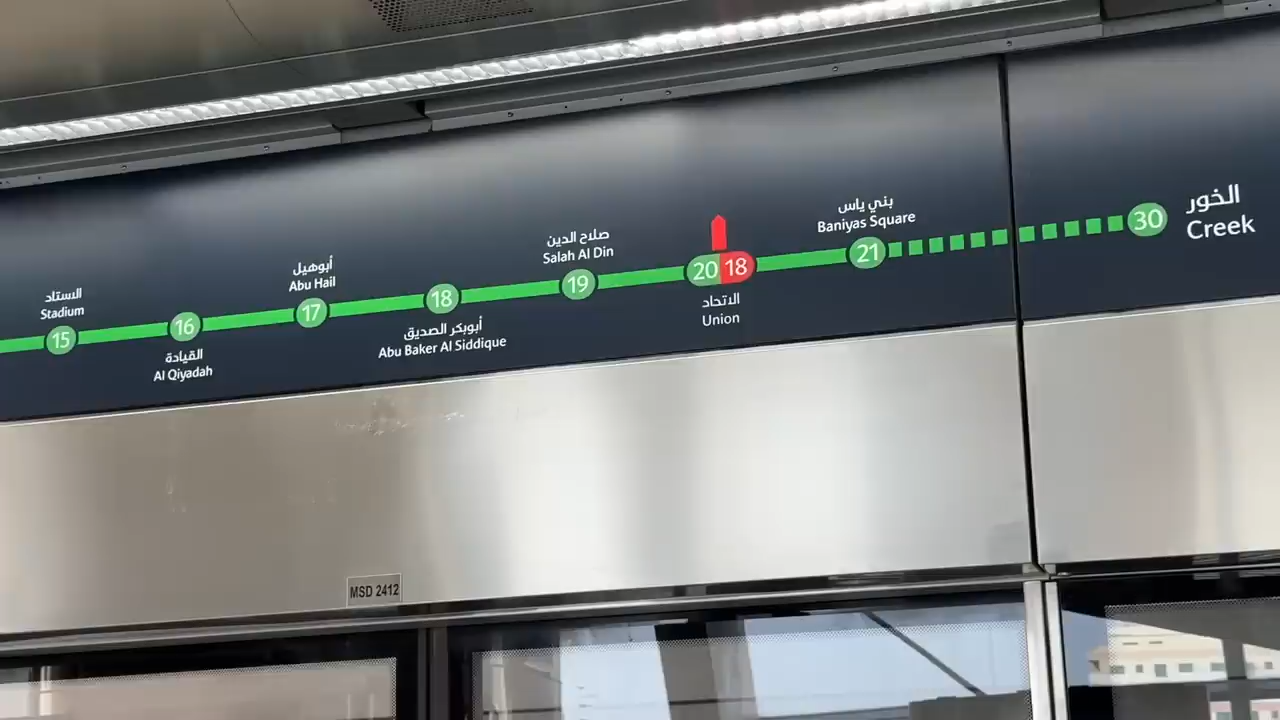 الاستاد
Stadium
15
16
القيادة
Al Qiyadah
أبوهيل
Abu Hail
17
18
أبوبكر الصديق
Abu Baker Al Siddique
صلاح الدين
Salah Al Din
19
20 18
الاتحاد
Union
بني ياس
Baniyas Square
21
30
الخور
Creek
MSD 2412